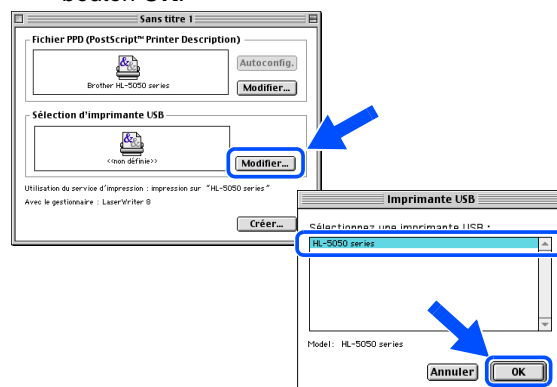 bouton OK.
Sans titre 1
Fichier PPD (PostScript™ Printer Description)
Autoconfig.
Brother HL-5050 series
Modifier...
Sélection d'imprimante USB
<<non définie>>
Modifier...
Utilisation du service d'impression : impression sur "HL-5050 series"
Avec le gestionnaire : LaserWriter 8
Créer...
Imprimante USB
Sélectionnez une imprimante USB :
HL-5050 series
Model: HL-5050 series
Annuler
OK